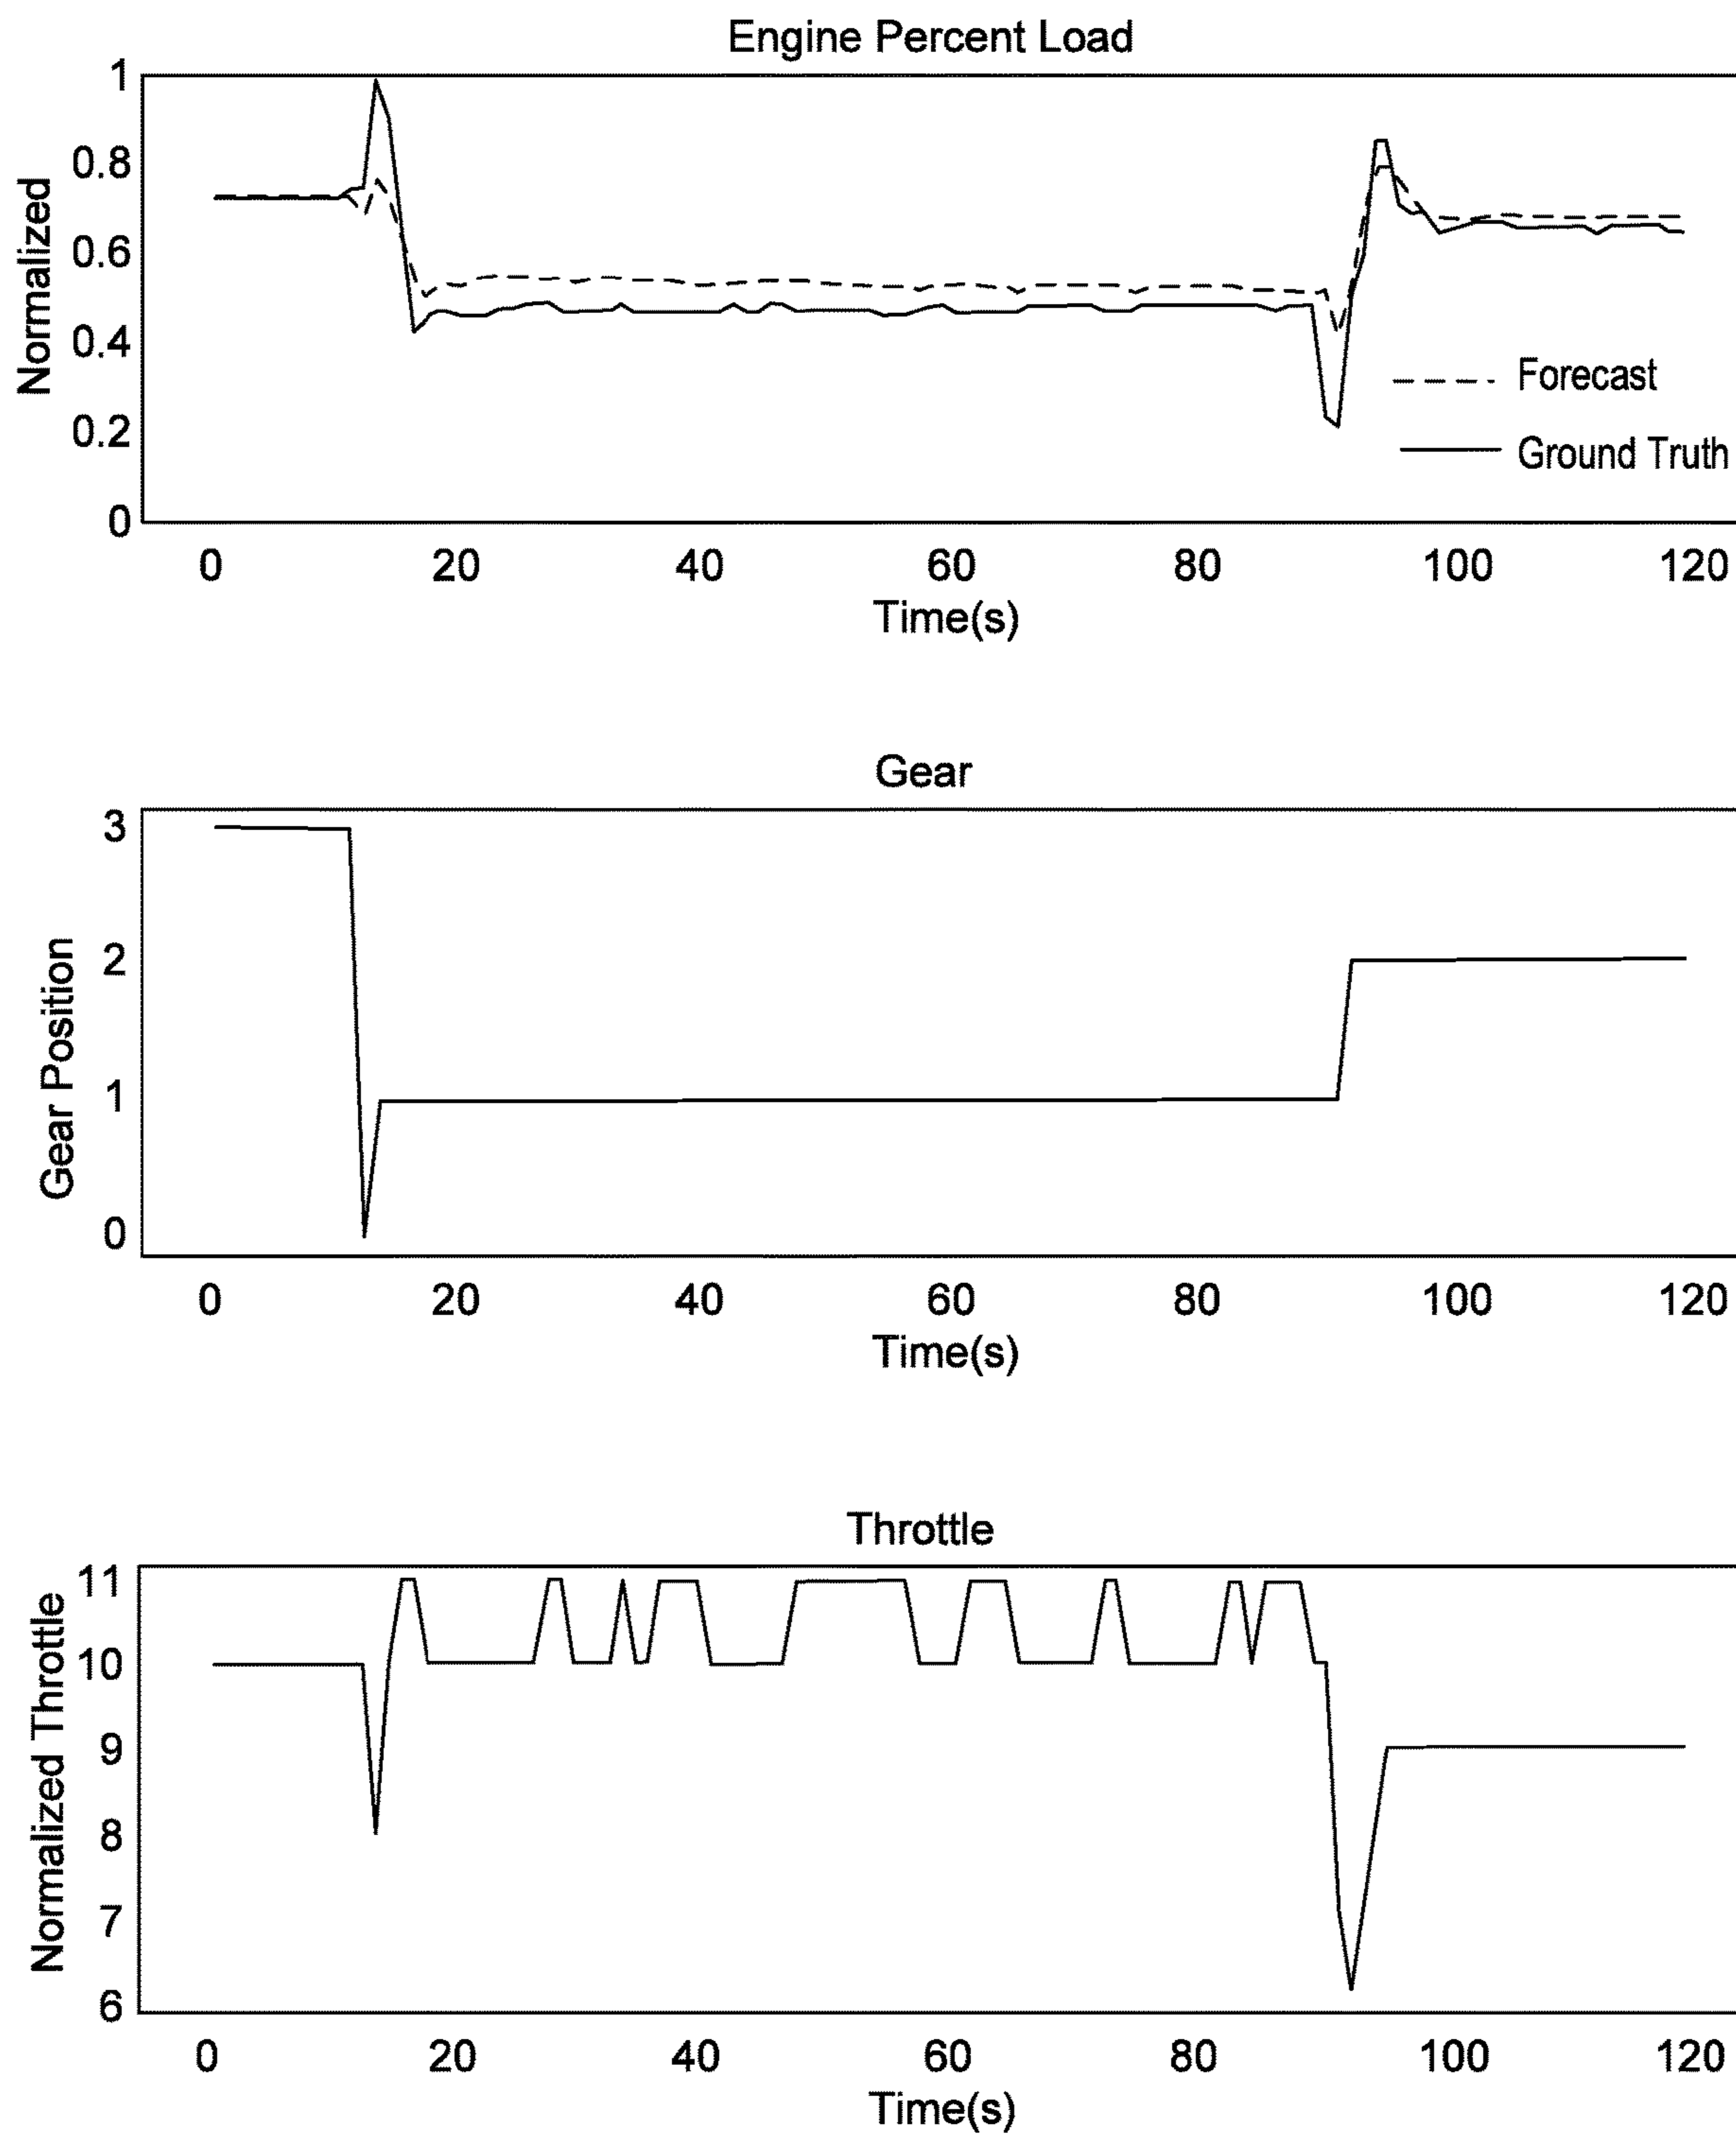 Engine Percent Load
Normalized
1
0.8
0.6
0.4
0.2
0
Forecast
Ground Truth
0 20 40 60 80 100 120
Time(s)
Gear
Gear Position
3
2
1
0
0 20 40 60 80 100 120
Time(s)
Throttle
Normalized Throttle
11
10
9
8
7
6
0 20 40 60 80 100 120
Time(s)